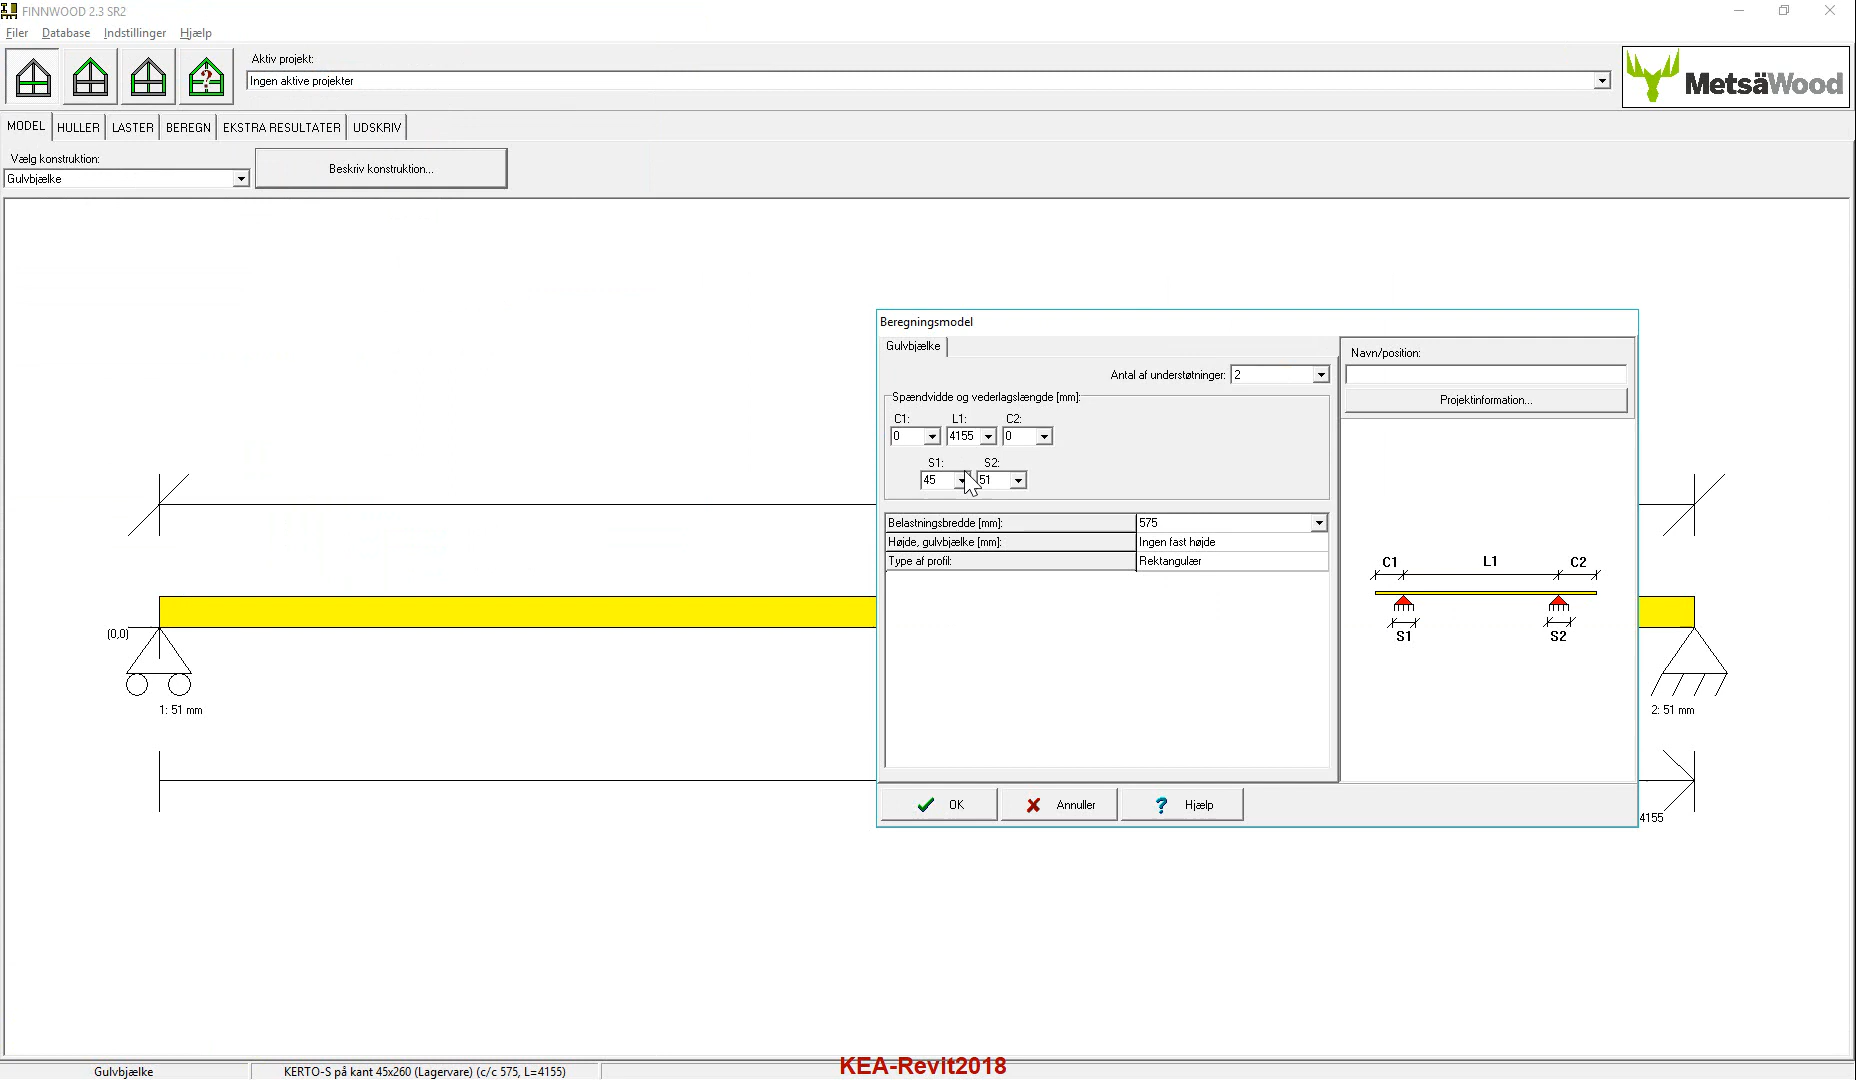 FINNWOOD 2.3 SR2
Filer Database Indstillinger Hjælp
Aktiv projekt:
Ingen aktive projekter
MetsäWood
MODEL HULLER LASTER BEREGN EKSTRA RESULTATER UDSKRIV
Vælg konstruktion:
Gulvbjælke
Beskriv konstruktion...
Beregningsmodel
Gulvbjælke
Antal af understøtninger: 2
Spændvidde og vederlagslængde [mm]:
C1: L1: C2:
0 4155 0
S1: S2:
45 51
Belastningsbredde [mm]: 575
Højde, gulvbjælke [mm]: Ingen fast højde
Type af profil: Rektangulær
Navn/position:
Projektinformation...
C1 L1 C2
S1 S2
OK Annuller ? Hjælp
(0,0)
1: 51 mm
2: 51 mm
4155
Gulvbjælke KERTO-S på kant 45x260 (Lagervare) (c/c 575, L=4155)
KEA-Revit2018